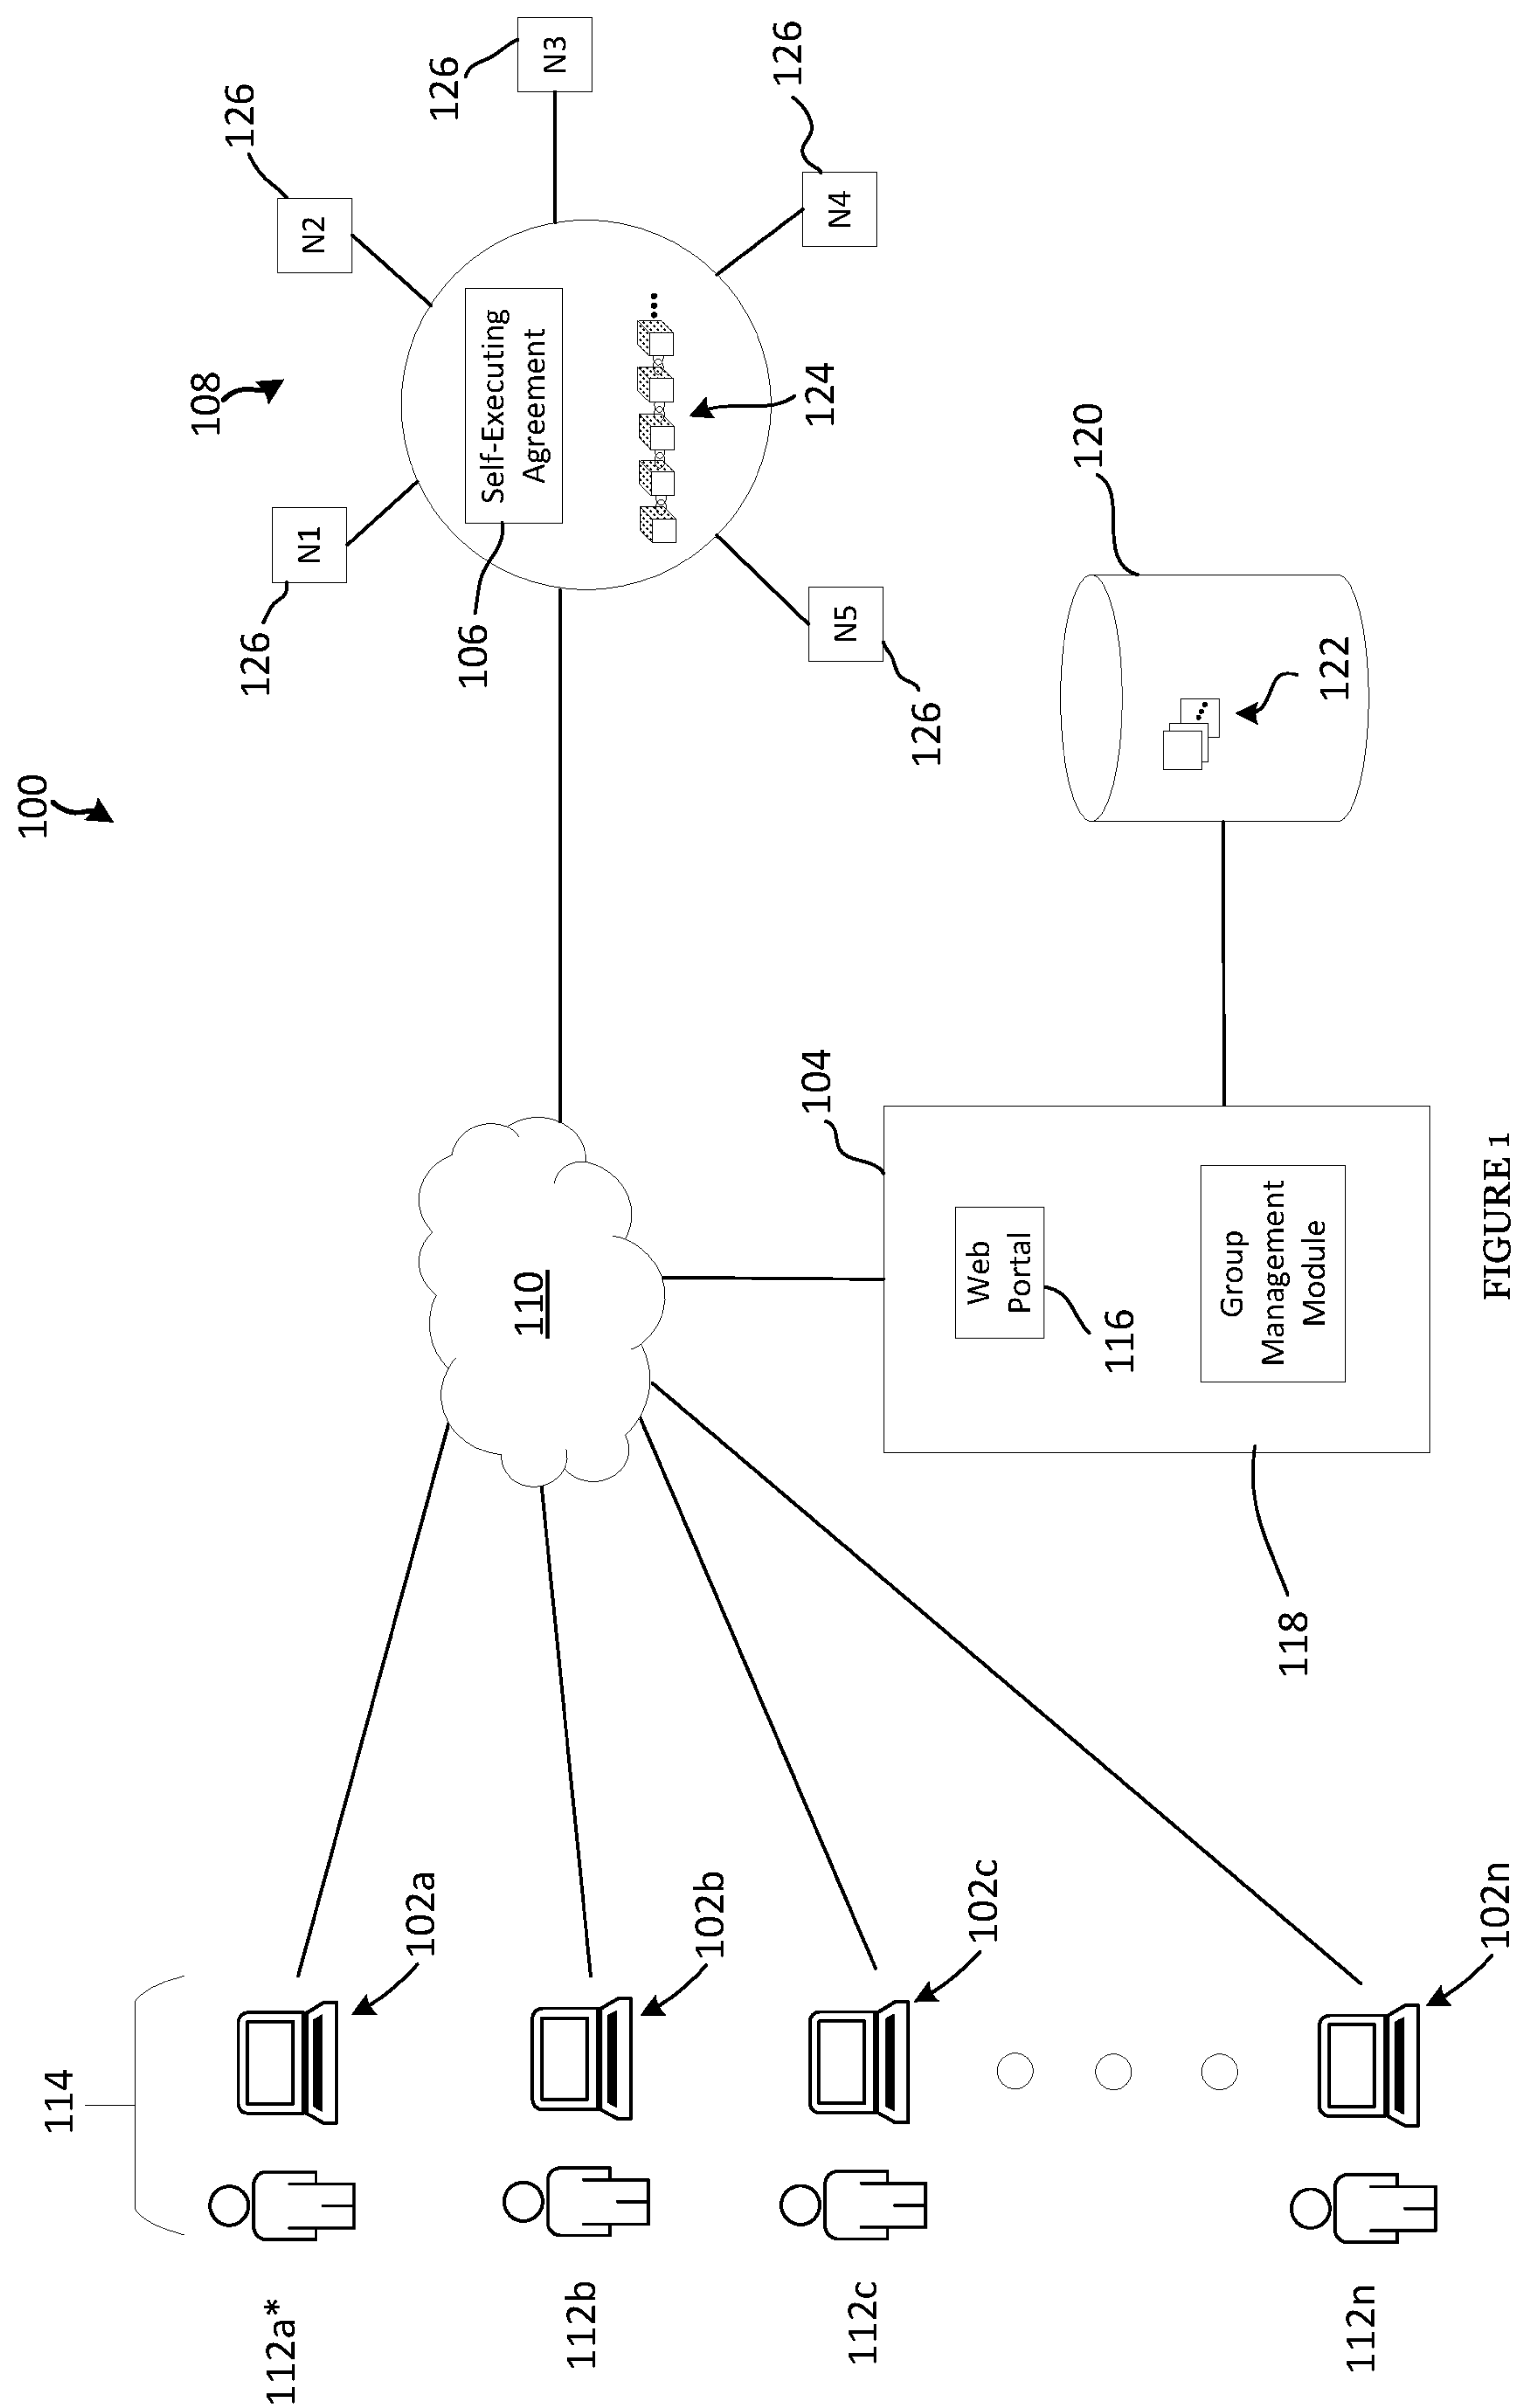 100
114
112a*
102a
112b
102b
112c
102c
112n
102n
110
104
Web
Portal
116
Group
Management
Module
118
108
126
N1
126
N2
126
N3
126
N4
126
N5
106
Self-Executing
Agreement
124
120
122
FIGURE 1